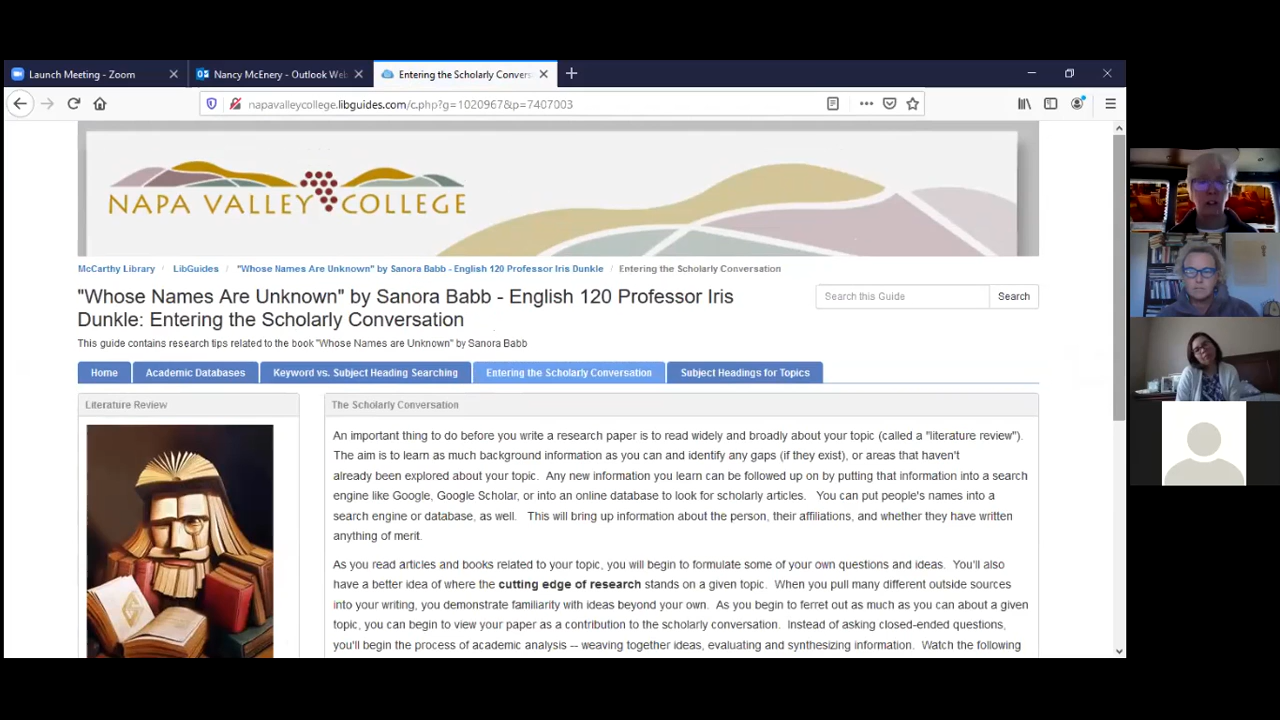 Launch Meeting - Zoom
Nancy McEnery - Outlook Web
Entering the Scholarly Convers
napavalleycollege.libguides.com/c.php?g=1020967&p=7407003
NAPA VALLEY COLLEGE
McCarthy Library / LibGuides / "Whose Names Are Unknown" by Sanora Babb - English 120 Professor Iris Dunkle / Entering the Scholarly Conversation
"Whose Names Are Unknown" by Sanora Babb - English 120 Professor Iris
Dunkle: Entering the Scholarly Conversation
Search this Guide
Search
This guide contains research tips related to the book "Whose Names are Unknown" by Sanora Babb
Home
Academic Databases
Keyword vs. Subject Heading Searching
Entering the Scholarly Conversation
Subject Headings for Topics
Literature Review
The Scholarly Conversation
An important thing to do before you write a research paper is to read widely and broadly about your topic (called a "literature review").
The aim is to learn as much background information as you can and identify any gaps (if they exist), or areas that haven't
already been explored about your topic. Any new information you learn can be followed up on by putting that information into a search
engine like Google, Google Scholar, or into an online database to look for scholarly articles. You can put people's names into a
search engine or database, as well. This will bring up information about the person, their affiliations, and whether they have written
anything of merit.
As you read articles and books related to your topic, you will begin to formulate some of your own questions and ideas. You'll also
have a better idea of where the cutting edge of research stands on a given topic. When you pull many different outside sources
into your writing, you demonstrate familiarity with ideas beyond your own. As you begin to ferret out as much as you can about a given
topic, you can begin to view your paper as a contribution to the scholarly conversation. Instead of asking closed-ended questions,
you'll begin the process of academic analysis -- weaving together ideas, evaluating and synthesizing information. Watch the following